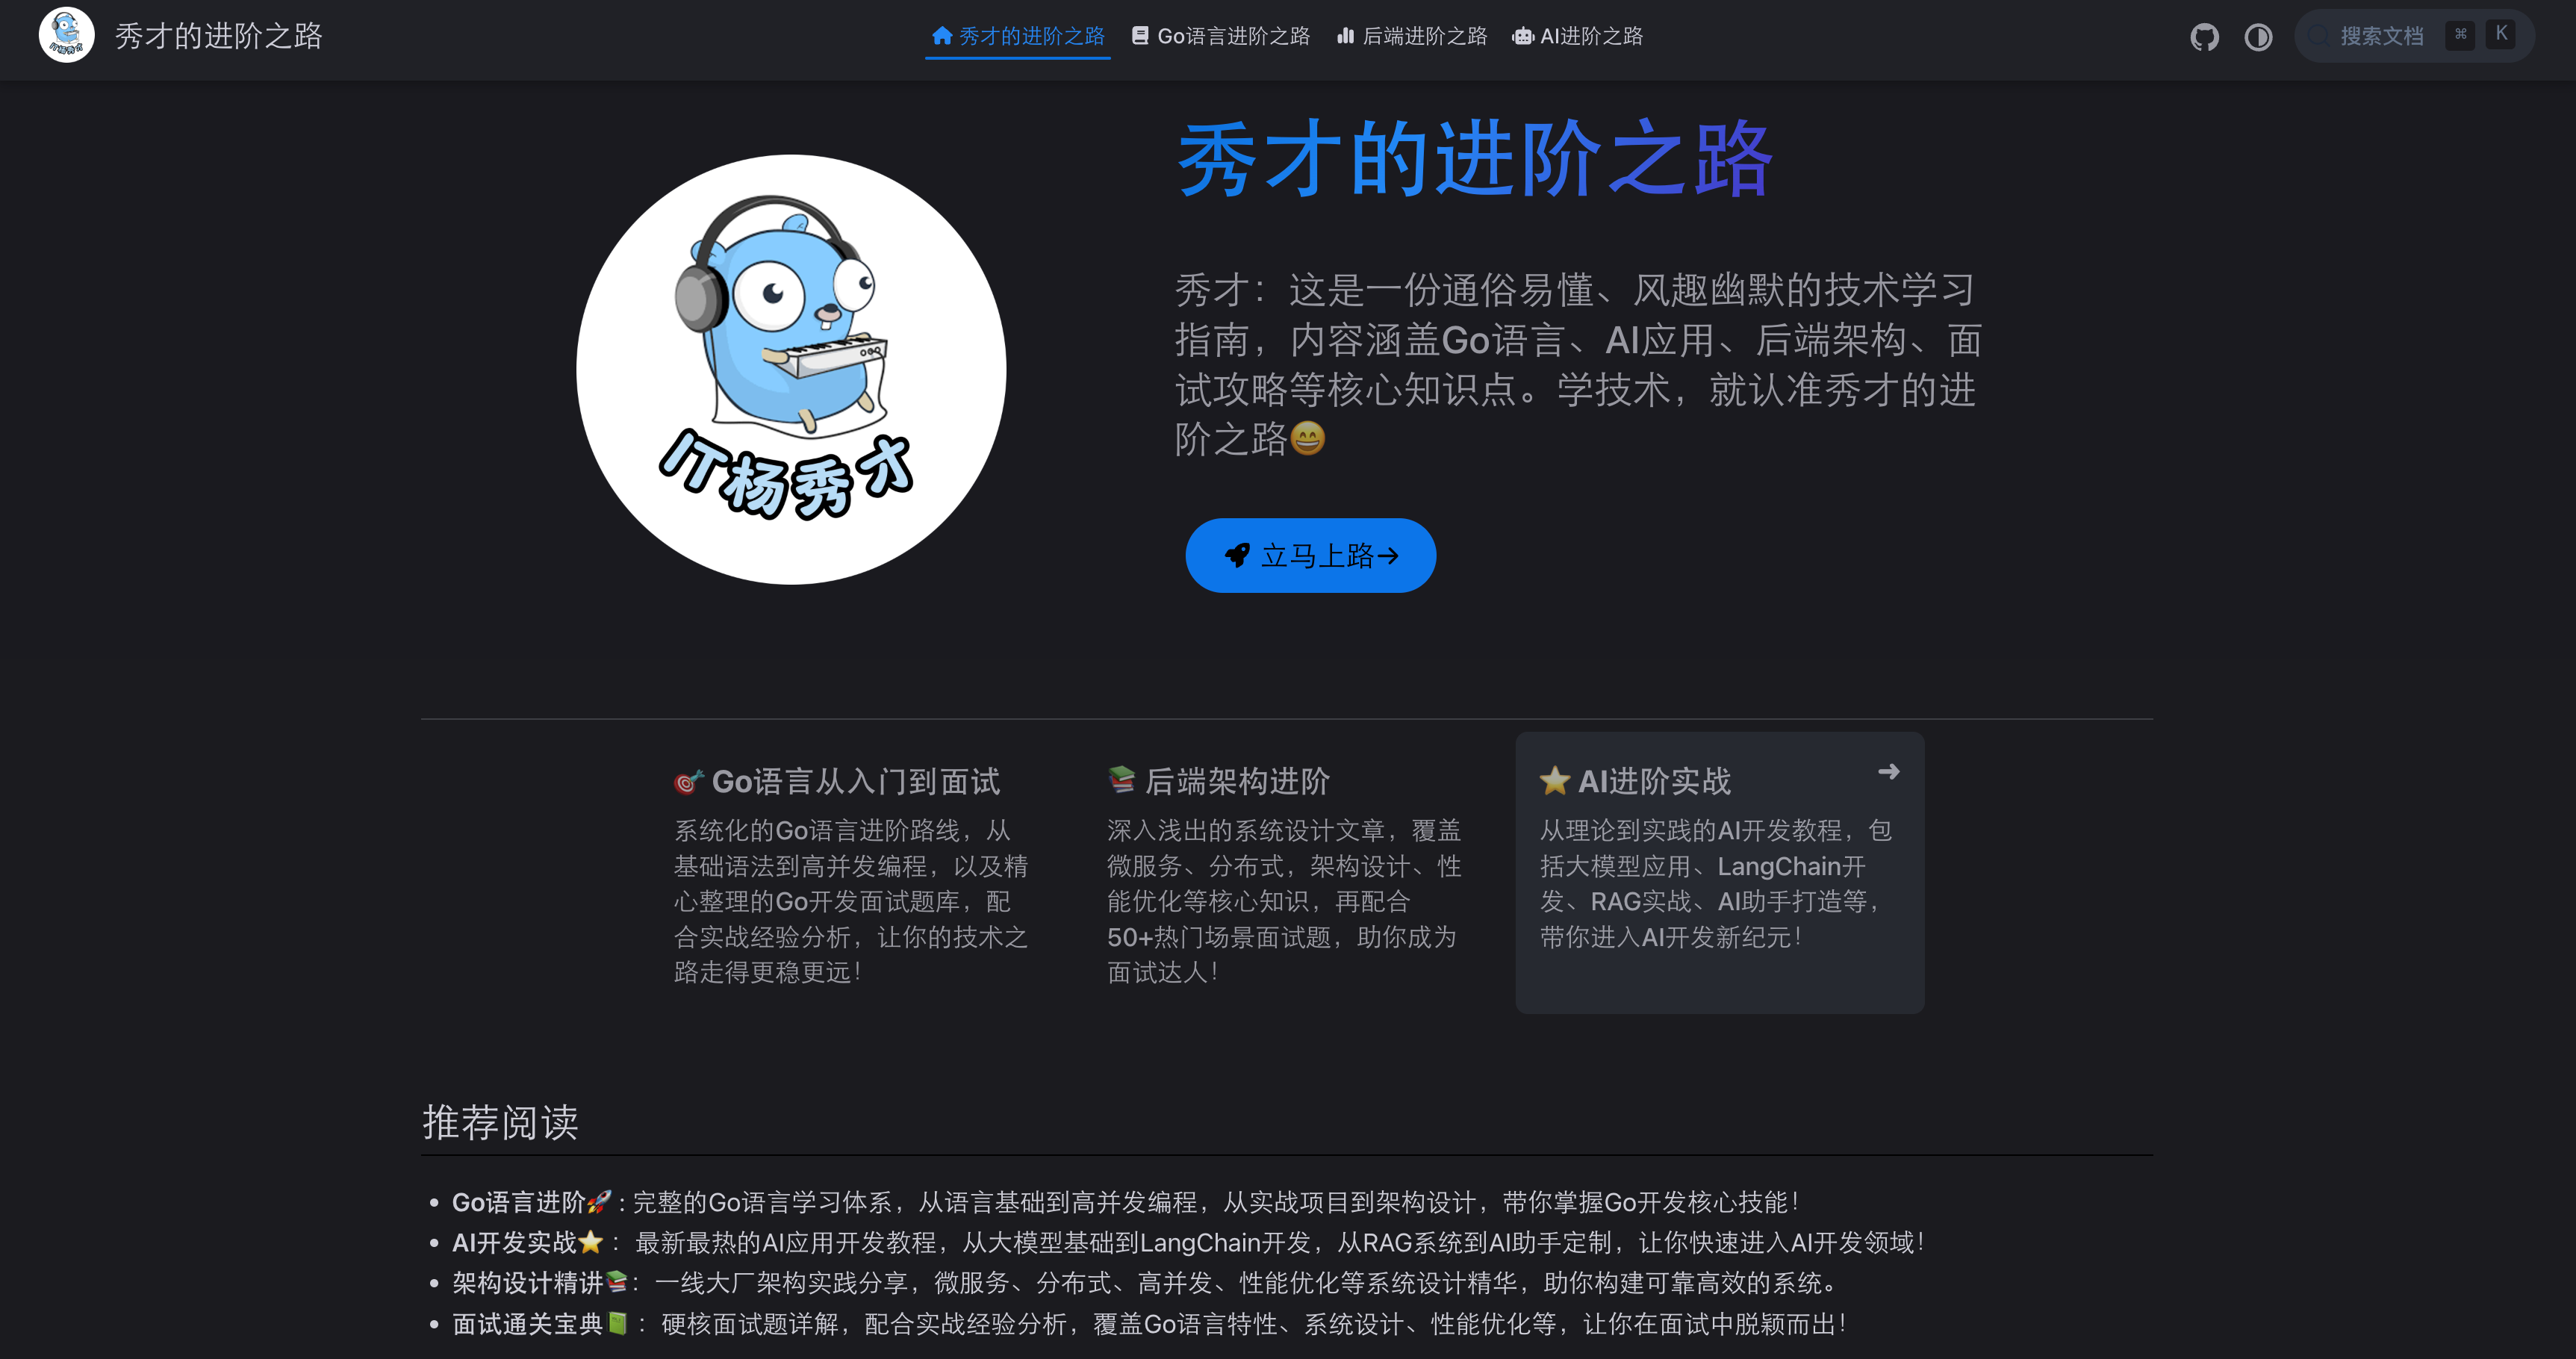 秀才的进阶之路
秀才的进阶之路 Go语言进阶之路 后端进阶之路 AI进阶之路
搜索文档 ⌘ K
秀才的进阶之路
IT杨秀才
秀才：这是一份通俗易懂、风趣幽默的技术学习
指南，内容涵盖Go语言、AI应用、后端架构、面
试攻略等核心知识点。学技术，就认准秀才的进
阶之路😄
立马上路→
🎯 Go语言从入门到面试
系统化的Go语言进阶路线，从
基础语法到高并发编程，以及精
心整理的Go开发面试题库，配
合实战经验分析，让你的技术之
路走得更稳更远！
📚 后端架构进阶
深入浅出的系统设计文章，覆盖
微服务、分布式，架构设计、性
能优化等核心知识，再配合
50+热门场景面试题，助你成为
面试达人！
⭐ AI进阶实战 ➜
从理论到实践的AI开发教程，包
括大模型应用、LangChain开
发、RAG实战、AI助手打造等，
带你进入AI开发新纪元！
推荐阅读
• Go语言进阶🚀：完整的Go语言学习体系，从语言基础到高并发编程，从实战项目到架构设计，带你掌握Go开发核心技能！
• AI开发实战⭐： 最新最热的AI应用开发教程，从大模型基础到LangChain开发，从RAG系统到AI助手定制，让你快速进入AI开发领域！
• 架构设计精讲📚： 一线大厂架构实践分享，微服务、分布式、高并发、性能优化等系统设计精华，助你构建可靠高效的系统。
• 面试通关宝典📗： 硬核面试题详解，配合实战经验分析，覆盖Go语言特性、系统设计、性能优化等，让你在面试中脱颖而出！